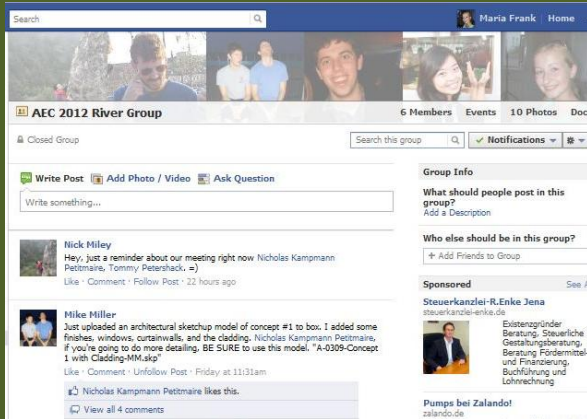 Search
Maria Frank Home
AEC 2012 River Group
6 Members Events 10 Photos Doc
Closed Group
Search this group
Notifications
Write Post Add Photo / Video Ask Question
Write something...
Nick Miley
Hey, just a reminder about our meeting right now Nicholas Kampmann
Petitmaire, Tommy Petershack. =)
Like · Comment · Follow Post · 22 hours ago
Mike Miller
Just uploaded an architectural sketchup model of concept #1 to box. I added some
finishes, windows, curtainwalls, and the cladding. Nicholas Kampmann Petitmaire,
if you're going to do more detailing, BE SURE to use this model. "A-0309-Concept
1 with Cladding-MM.skp"
Like · Comment · Unfollow Post · Friday at 11:31am
Nicholas Kampmann Petitmaire likes this.
View all 4 comments
Group Info
What should people post in this
group?
Add a Description
Who else should be in this group?
+ Add Friends to Group
Sponsored See A
Steuerkanzlei-R.Enke Jena
steuerkanzlei-enke.de
Existenzgründer
Beratung, Steuerliche
Gestaltungsberatung,
Beratung Fördermittel-
und Finanzierung,
Buchführung und
Lohnrechnung
Pumps bei Zalando!
zalando.de